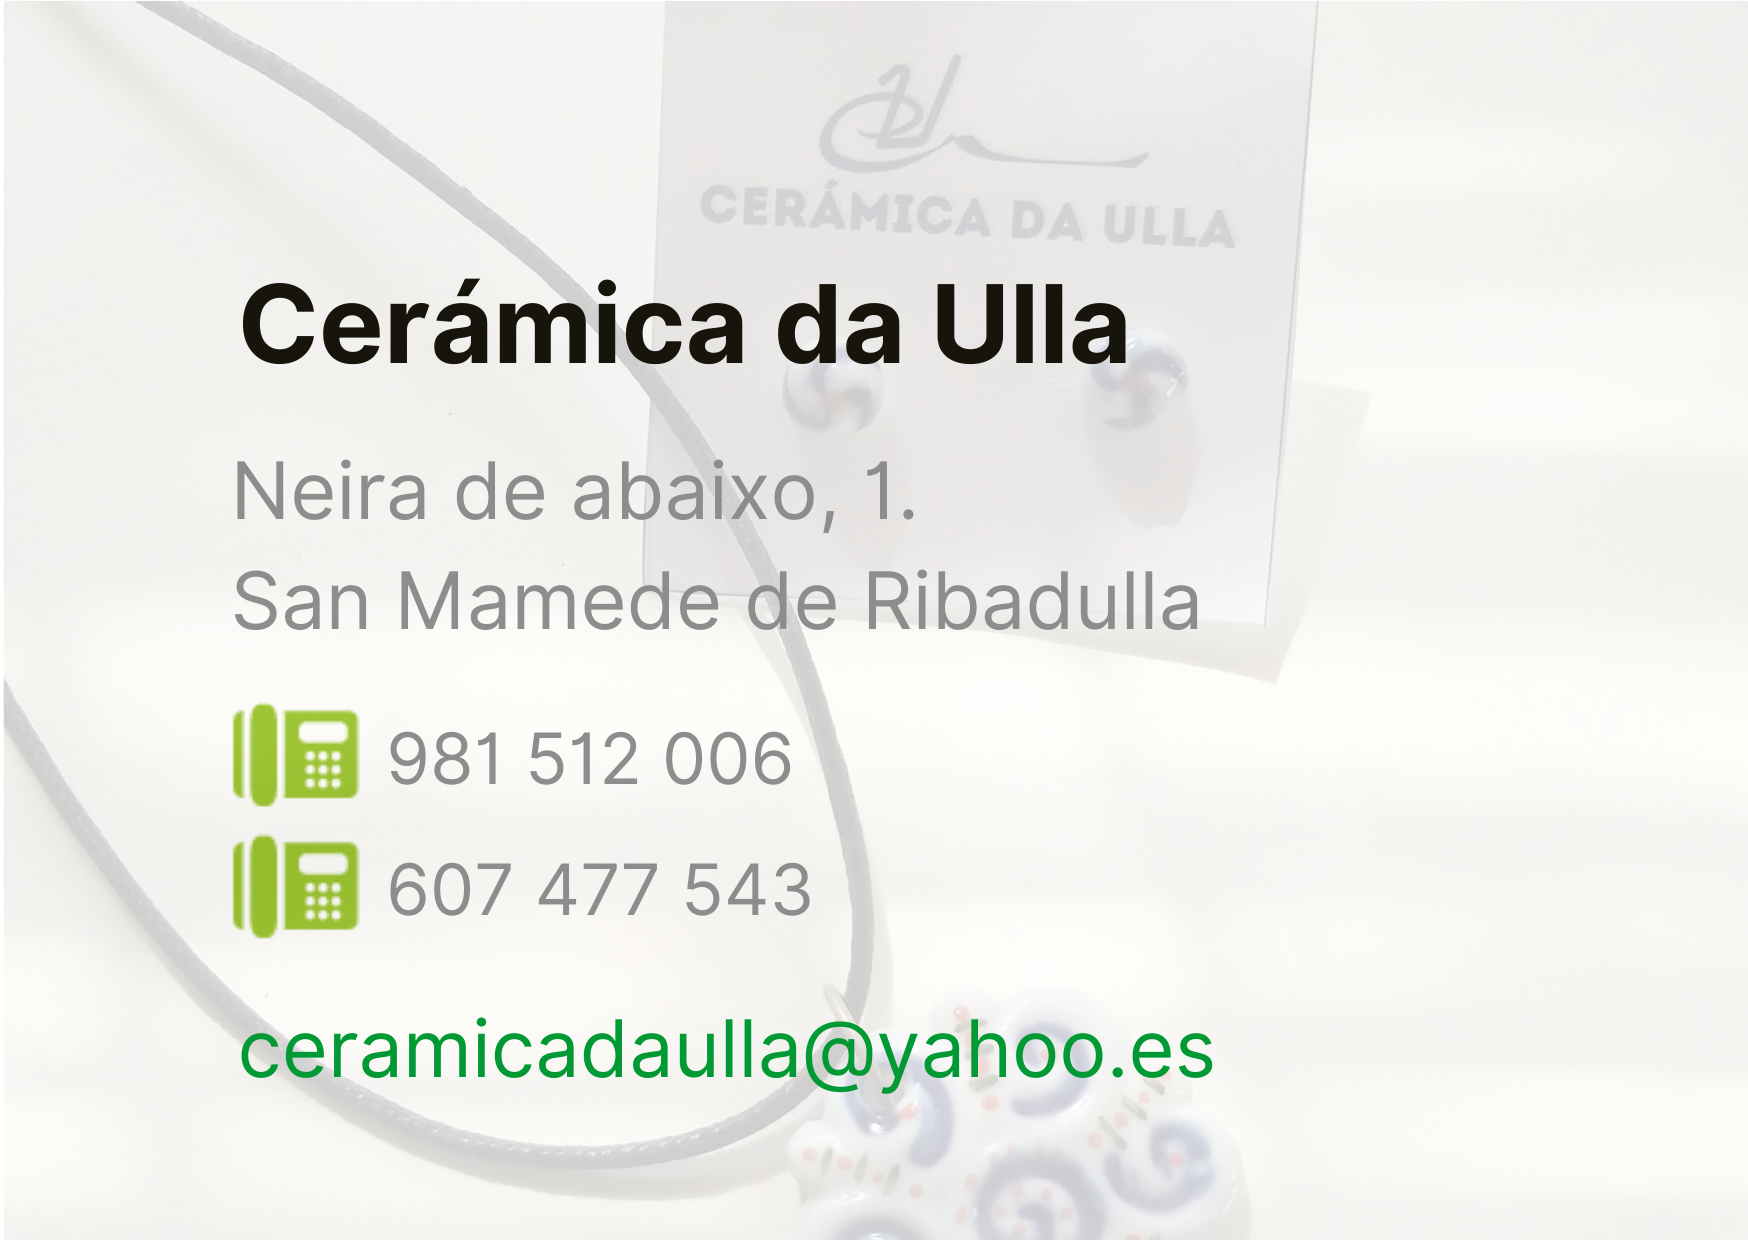 CERÁMICA DA ULLA
Cerámica da Ulla
Neira de abaixo, 1.
San Mamede de Ribadulla
981 512 006
607 477 543
ceramicadaulla@yahoo.es